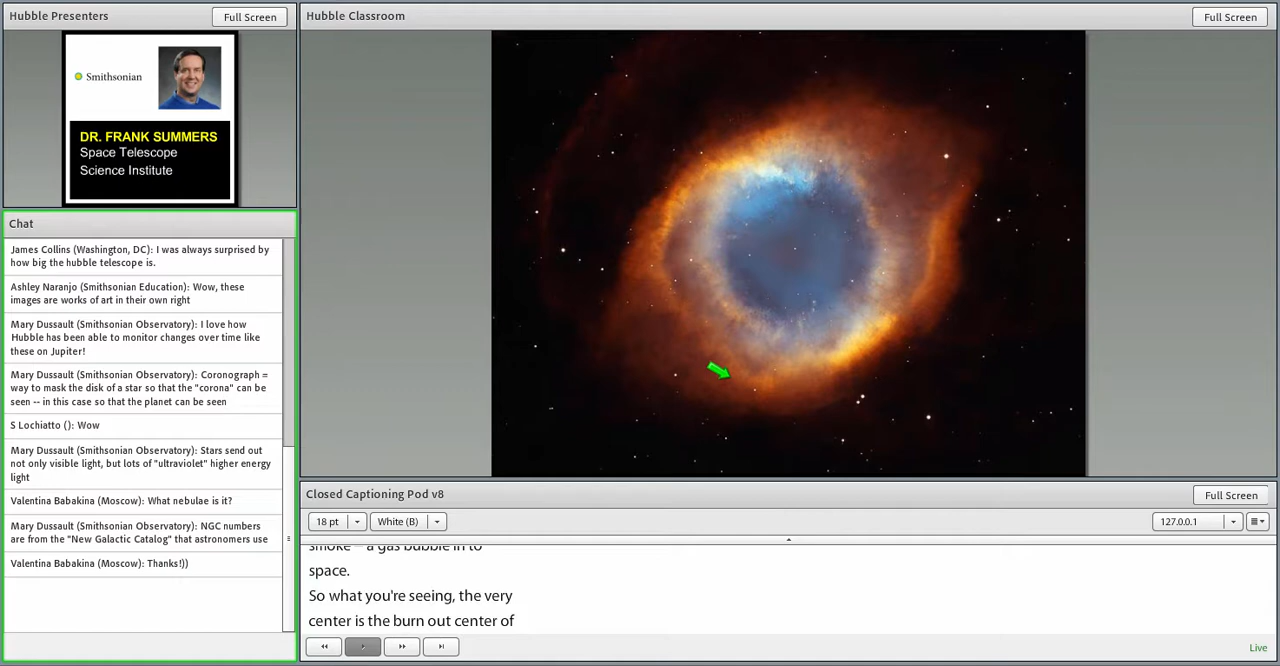 Hubble Presenters
Full Screen
Smithsonian
DR. FRANK SUMMERS
Space Telescope
Science Institute
Chat
James Collins (Washington, DC): I was always surprised by
how big the hubble telescope is.
Ashley Naranjo (Smithsonian Education): Wow, these
images are works of art in their own right
Mary Dussault (Smithsonian Observatory): I love how
Hubble has been able to monitor changes over time like
these on Jupiter!
Mary Dussault (Smithsonian Observatory): Coronograph =
way to mask the disk of a star so that the "corona" can be
seen -- in this case so that the planet can be seen
S Lochiatto (): Wow
Mary Dussault (Smithsonian Observatory): Stars send out
not only visible light, but lots of "ultraviolet" higher energy
light
Valentina Babakina (Moscow): What nebulae is it?
Mary Dussault (Smithsonian Observatory): NGC numbers
are from the "New Galactic Catalog" that astronomers use
Valentina Babakina (Moscow): Thanks!))
Hubble Classroom
Full Screen
Closed Captioning Pod v8
Full Screen
18 pt
White (B)
127.0.0.1
smoke -- a gas bubble in to
space.
So what you're seeing, the very
center is the burn out center of
Live